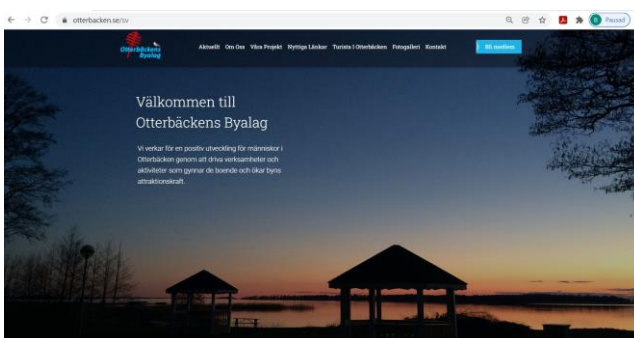 otterbacken.se/sv
B Pausad
Otterbäckens
Byalag
Aktuellt Om Oss Våra Projekt Nyttiga Länkar Turista I Otterbäcken Fotogalleri Kontakt
Bli medlem
Välkommen till
Otterbäckens Byalag
Vi verkar för en positiv utveckling för människor i
Otterbäcken genom att driva verksamheter och
aktiviteter som gynnar de boende och ökar byns
attraktionskraft.